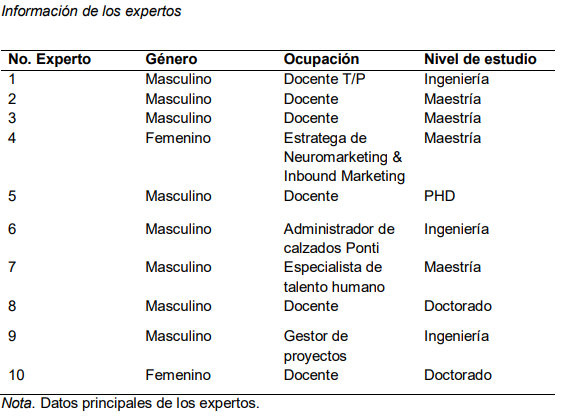 Información de los expertos
No. Experto Género Ocupación Nivel de estudio
1 Masculino Docente T/P Ingeniería
2 Masculino Docente Maestría
3 Masculino Docente Maestría
4 Femenino Estratega de Maestría
Neuromarketing &
Inbound Marketing
5 Masculino Docente PHD
6 Masculino Administrador de Ingeniería
calzados Ponti
7 Masculino Especialista de Maestría
talento humano
8 Masculino Docente Doctorado
9 Masculino Gestor de Ingeniería
proyectos
10 Femenino Docente Doctorado
Nota. Datos principales de los expertos.